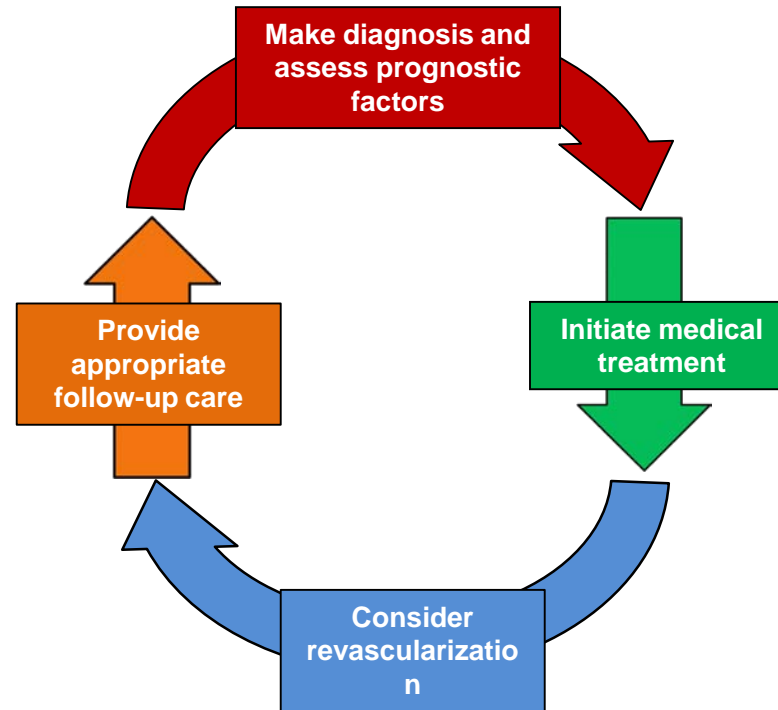 Make diagnosis and
assess prognostic
factors
Provide
appropriate
follow-up care
Initiate medical
treatment
Consider
revascularizatio
n